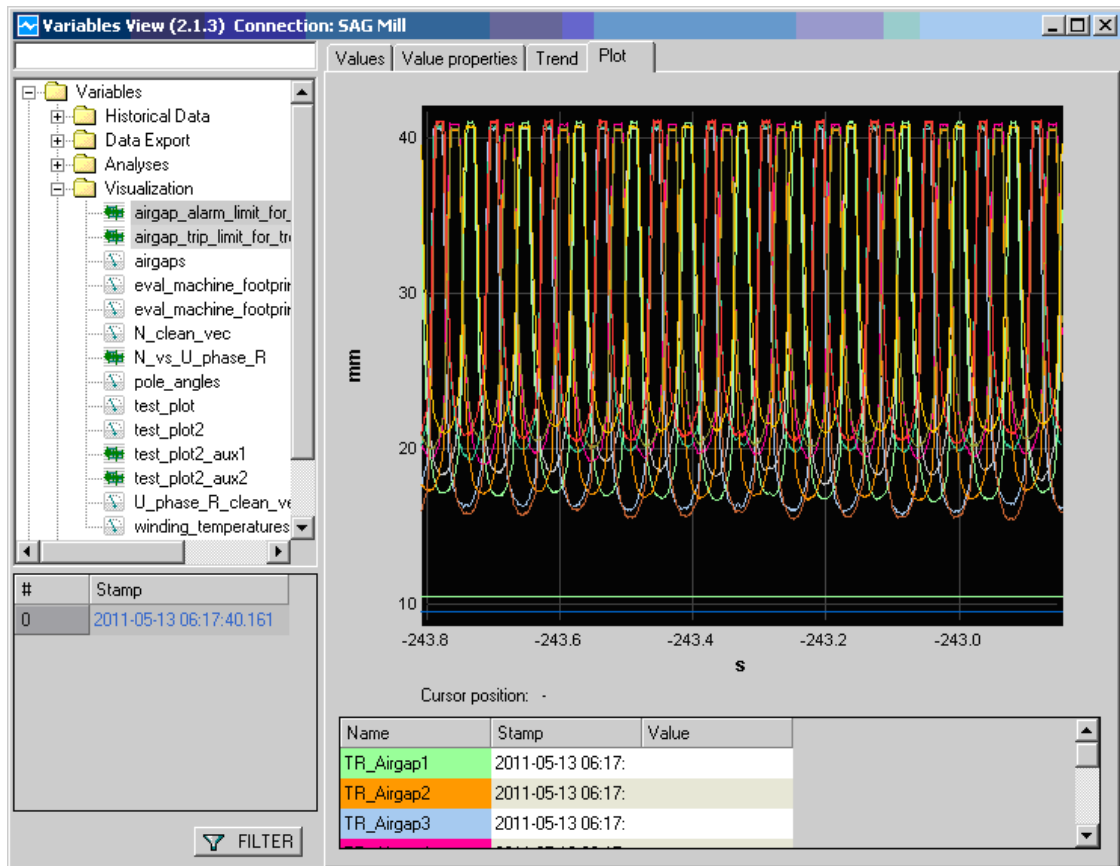 Variables View (2.1.3) Connection: SAG Mill
Values Value properties Trend Plot
Variables
Historical Data
Data Export
Analyses
Visualization
airgap_alarm_limit_for_
airgap_trip_limit_for_tr
airgaps
eval_machine_footprin
eval_machine_footprin
N_clean_vec
N_vs_U_phase_R
pole_angles
test_plot
test_plot2
test_plot2_aux1
test_plot2_aux2
U_phase_R_clean_ve
winding_temperatures
# Stamp
0 2011-05-13 06:17:40.161
FILTER
40
30
20
10
mm
-243.8 -243.6 -243.4 -243.2 -243.0
s
Cursor position: -
Name Stamp Value
TR_Airgap1 2011-05-13 06:17:
TR_Airgap2 2011-05-13 06:17:
TR_Airgap3 2011-05-13 06:17: